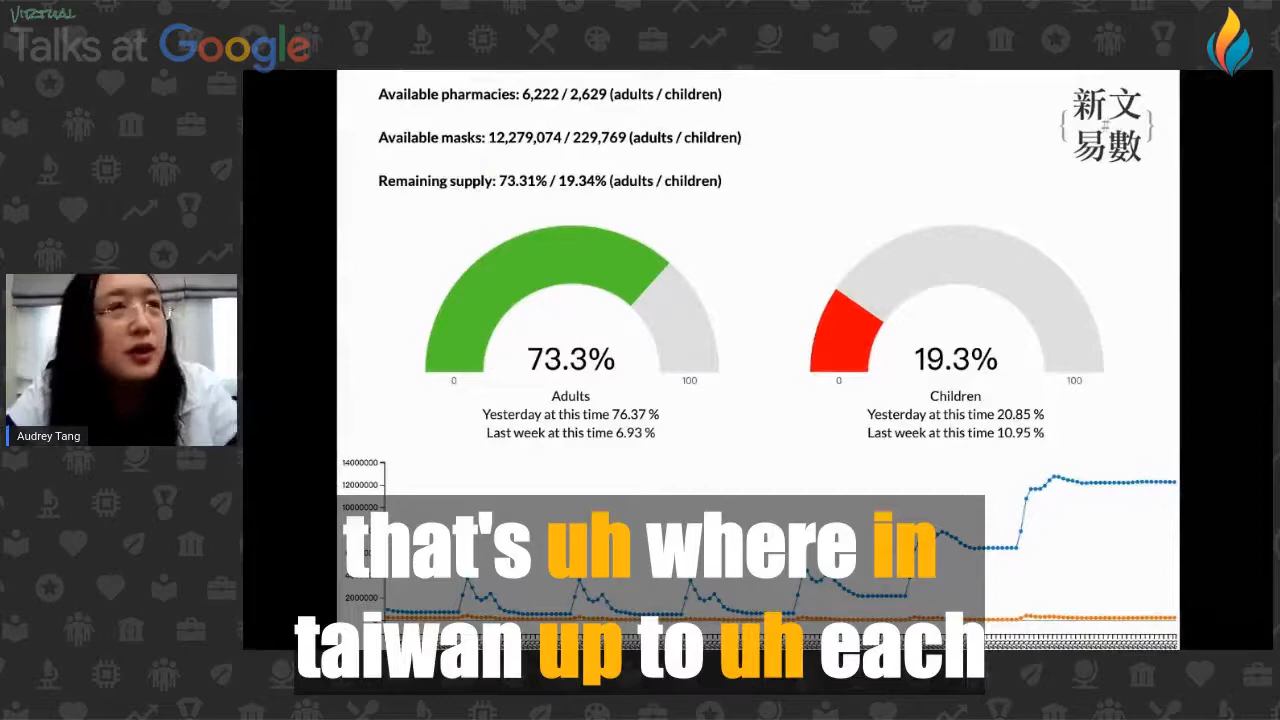 VIRTUAL
Talks at Google
Available pharmacies: 6,222 / 2,629 (adults / children)
Available masks: 12,279,074 / 229,769 (adults / children)
Remaining supply: 73.31% / 19.34% (adults / children)
新文
易數
73.3%
0
100
Adults
Yesterday at this time 76.37 %
Last week at this time 6.93 %
19.3%
0
100
Children
Yesterday at this time 20.85 %
Last week at this time 10.95 %
Audrey Tang
14000000
12000000
10000000
2000000
that's uh where in
taiwan up to uh each